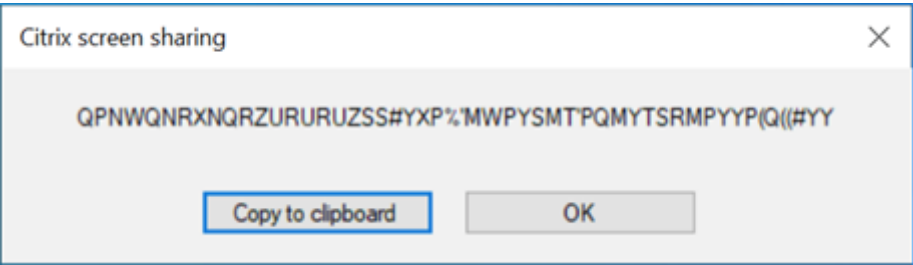 Citrix screen sharing
QPNWQNRXNQRZURURUZSS#YXP%'MWPYSMT'PQMYTSRMPYYP(Q((#YY
Copy to clipboard OK